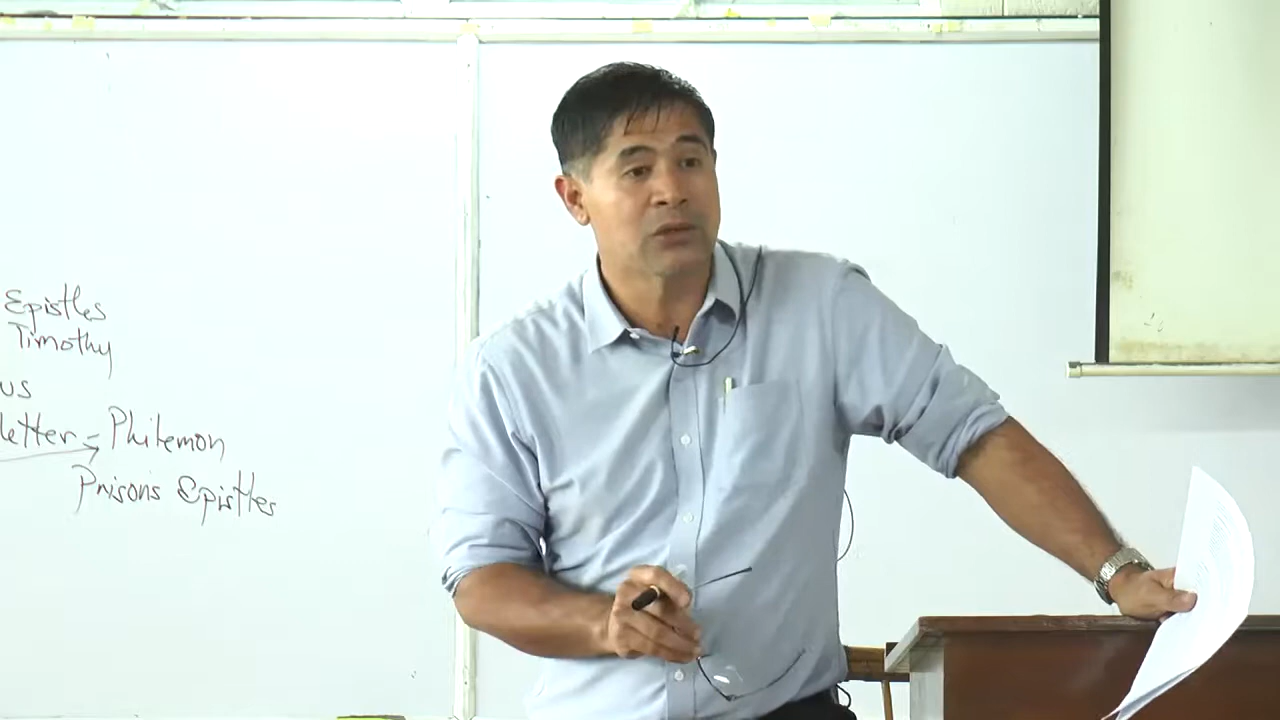 Epistles
Timothy
us
letter - Philemon
Prisons Epistles